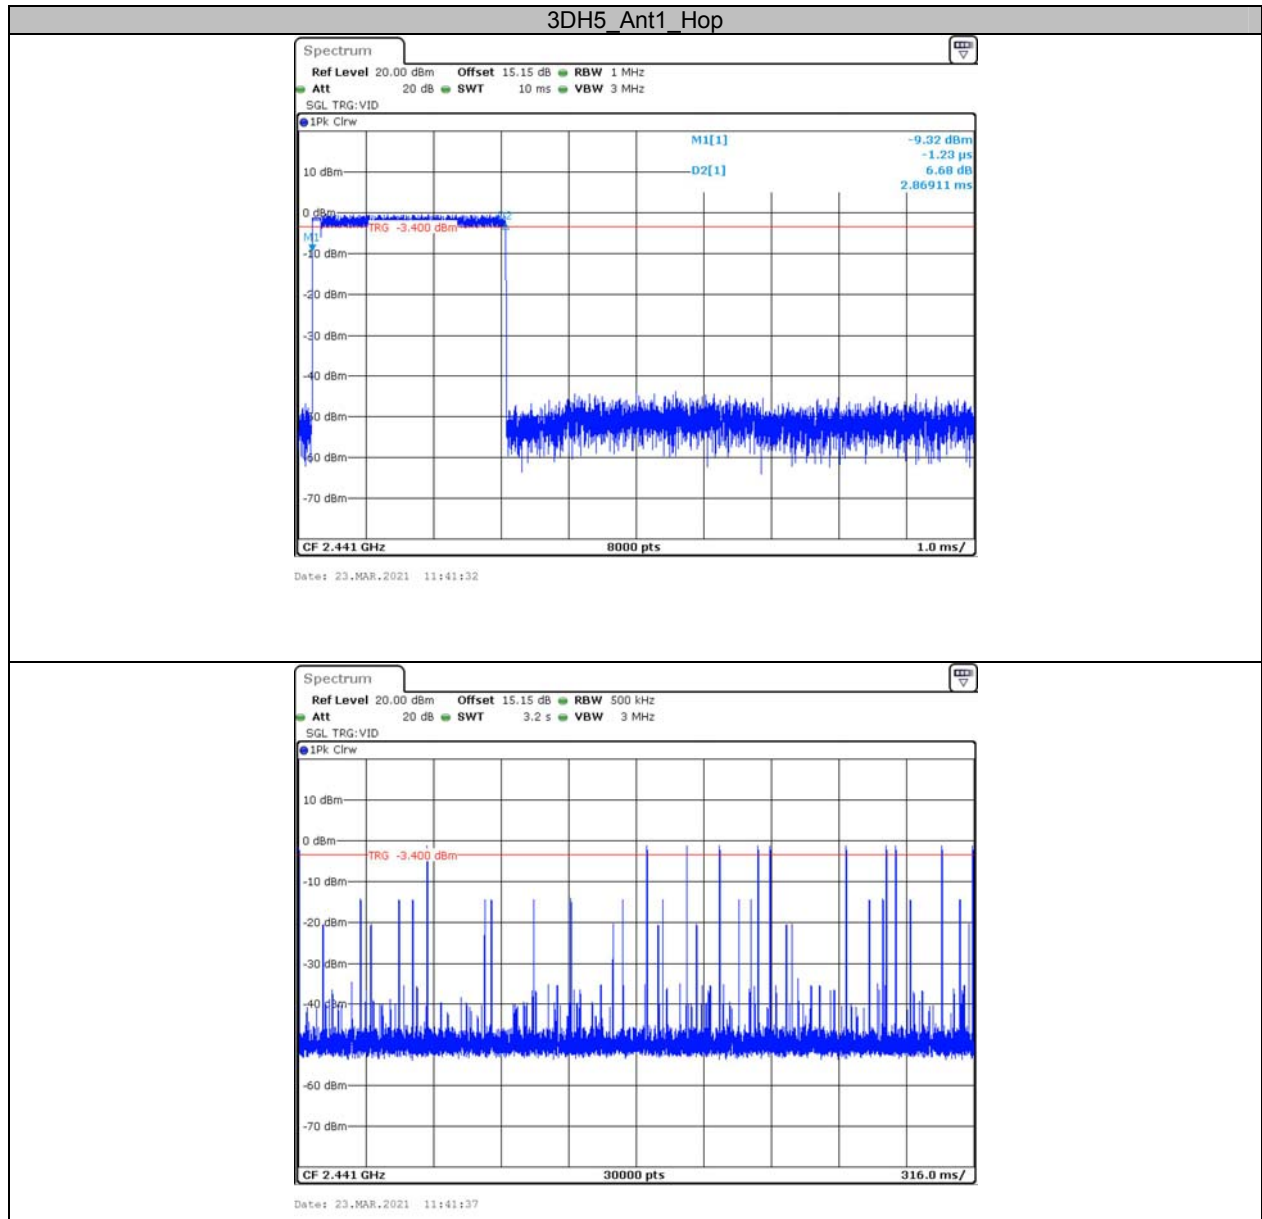 3DH5_Ant1_Hop
Spectrum
Ref Level 20.00 dBm Offset 15.15 dB RBW 1 MHz
Att 20 dB SWT 10 ms VBW 3 MHz
SGL TRG:VID
1Pk Clrw
M1[1] -9.32 dBm
-1.23 µs
D2[1] 6.68 dB
2.86911 ms
10 dBm
0 dBm
TRG -3.400 dBm
M1
-10 dBm
-20 dBm
-30 dBm
-40 dBm
-50 dBm
-60 dBm
-70 dBm
CF 2.441 GHz 8000 pts 1.0 ms/
Date: 23.MAR.2021 11:41:32
Spectrum
Ref Level 20.00 dBm Offset 15.15 dB RBW 500 kHz
Att 20 dB SWT 3.2 s VBW 3 MHz
SGL TRG:VID
1Pk Clrw
10 dBm
0 dBm
TRG -3.400 dBm
-10 dBm
-20 dBm
-30 dBm
-40 dBm
-60 dBm
-70 dBm
CF 2.441 GHz 30000 pts 316.0 ms/
Date: 23.MAR.2021 11:41:37